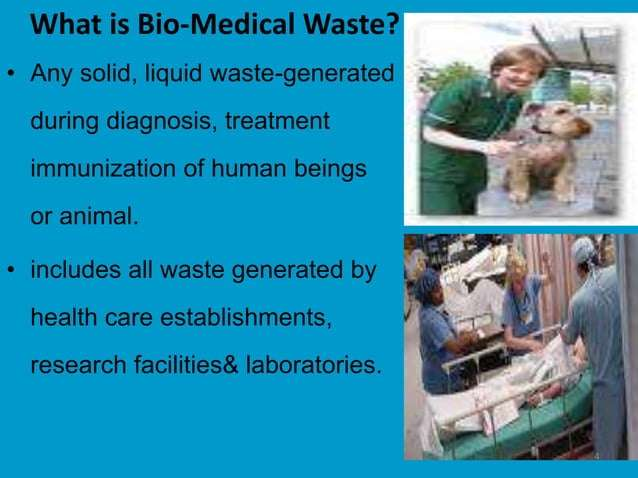 What is Bio-Medical Waste?
• Any solid, liquid waste-generated
during diagnosis, treatment
immunization of human beings
or animal.
• includes all waste generated by
health care establishments,
research facilities& laboratories.
4